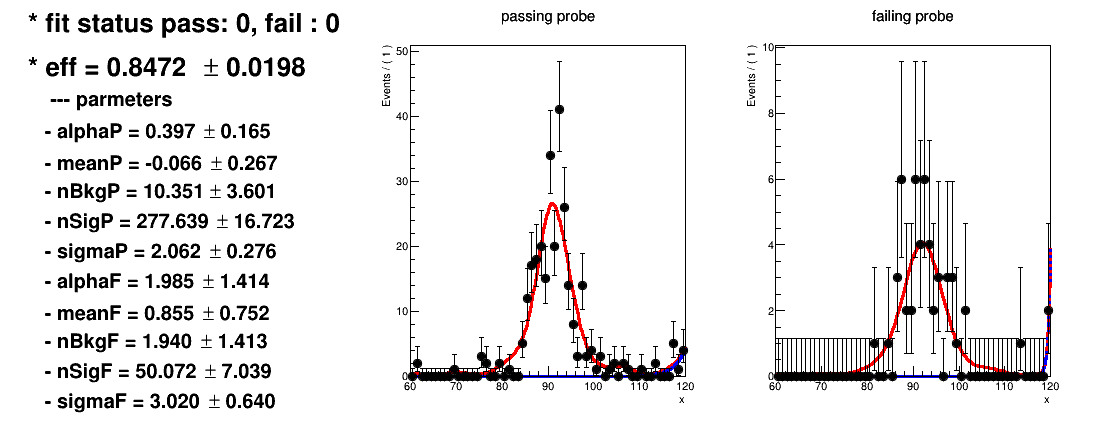 * fit status pass: 0, fail : 0
* eff = 0.8472 ± 0.0198
--- parmeters
- alphaP = 0.397 ± 0.165
- meanP = -0.066 ± 0.267
- nBkgP = 10.351 ± 3.601
- nSigP = 277.639 ± 16.723
- sigmaP = 2.062 ± 0.276
- alphaF = 1.985 ± 1.414
- meanF = 0.855 ± 0.752
- nBkgF = 1.940 ± 1.413
- nSigF = 50.072 ± 7.039
- sigmaF = 3.020 ± 0.640
passing probe
Events / ( 1 )
50
40
30
20
10
0
60 70 80 90 100 110 120
x
failing probe
Events / ( 1 )
10
8
6
4
2
0
60 70 80 90 100 110 120
x